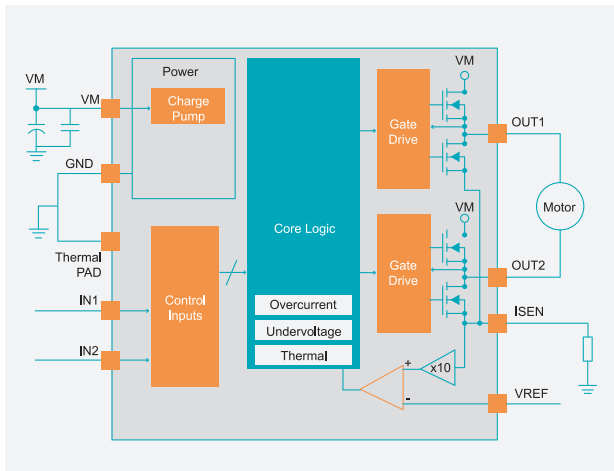 VM
VM
GND
Thermal
PAD
IN1
IN2
Power
Charge
Pump
Control
Inputs
Core Logic
Overcurrent
Undervoltage
Thermal
Gate
Drive
VM
Gate
Drive
VM
+
x10
-
OUT1
Motor
OUT2
ISEN
VREF